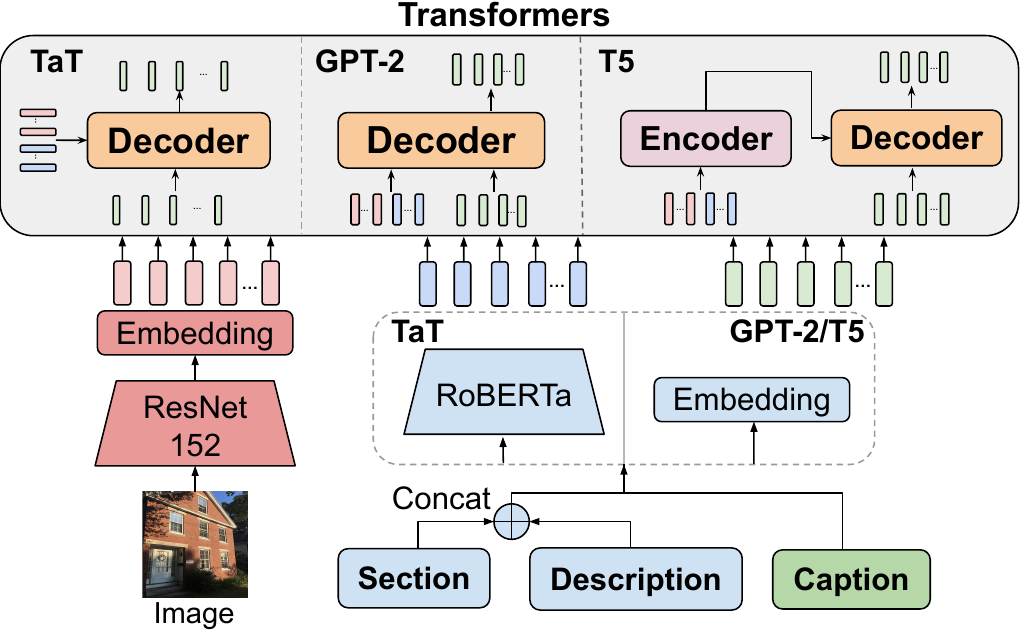 Transformers
TaT
GPT-2
T5
Decoder
Decoder
Encoder
Decoder
Embedding
ResNet
152
Image
TaT
GPT-2/T5
RoBERTa
Embedding
Concat
Section
Description
Caption